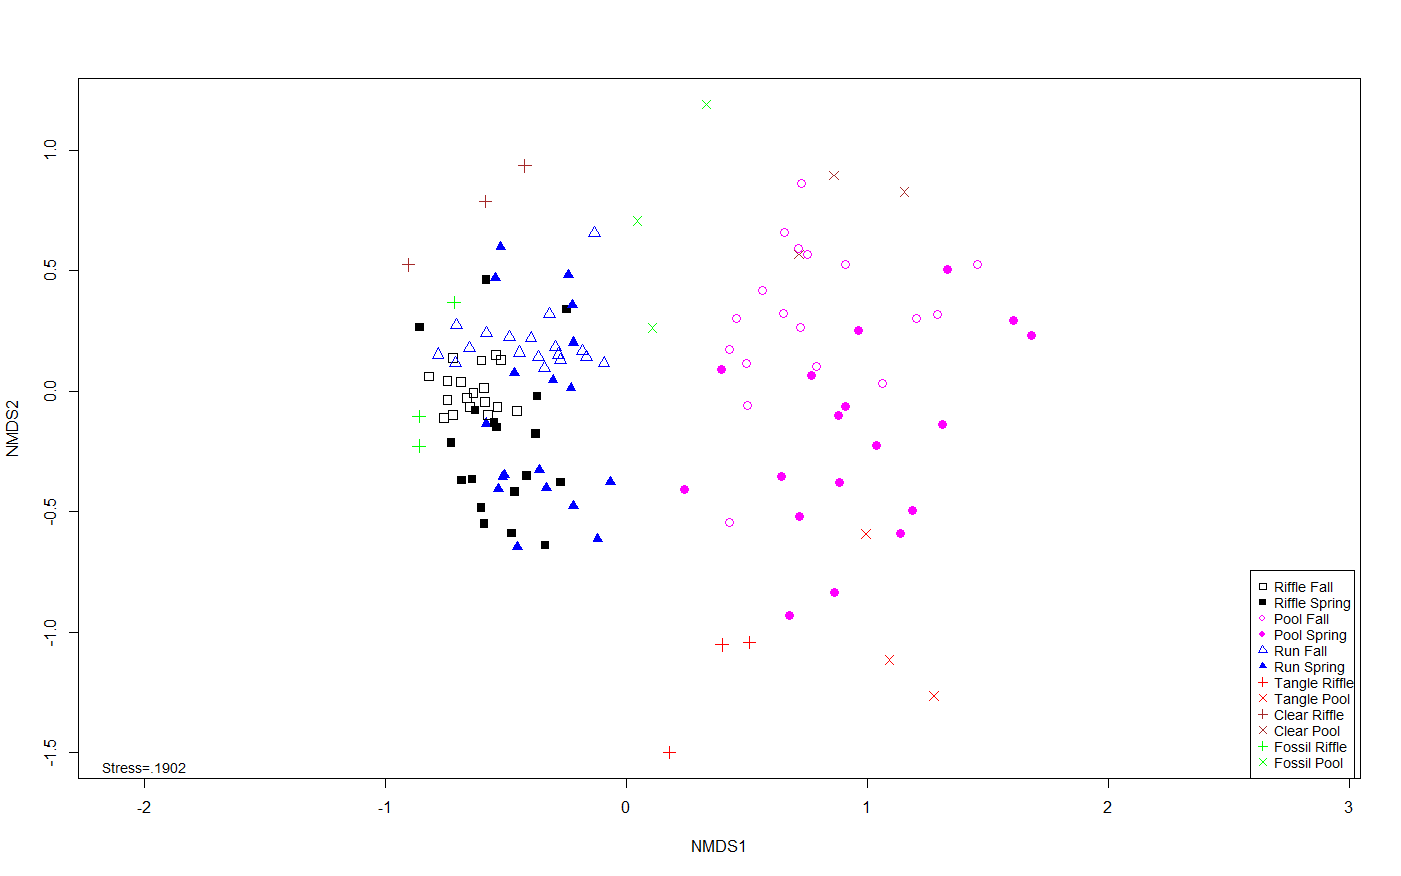 1.0
0.5
0.0
-0.5
-1.0
-1.5
NMDS2
Riffle Fall
Riffle Spring
Pool Fall
Pool Spring
Run Fall
Run Spring
Tangle Riffle
Tangle Pool
Clear Riffle
Clear Pool
Fossil Riffle
Fossil Pool
Stress=.1902
-2
-1
0
1
2
3
NMDS1